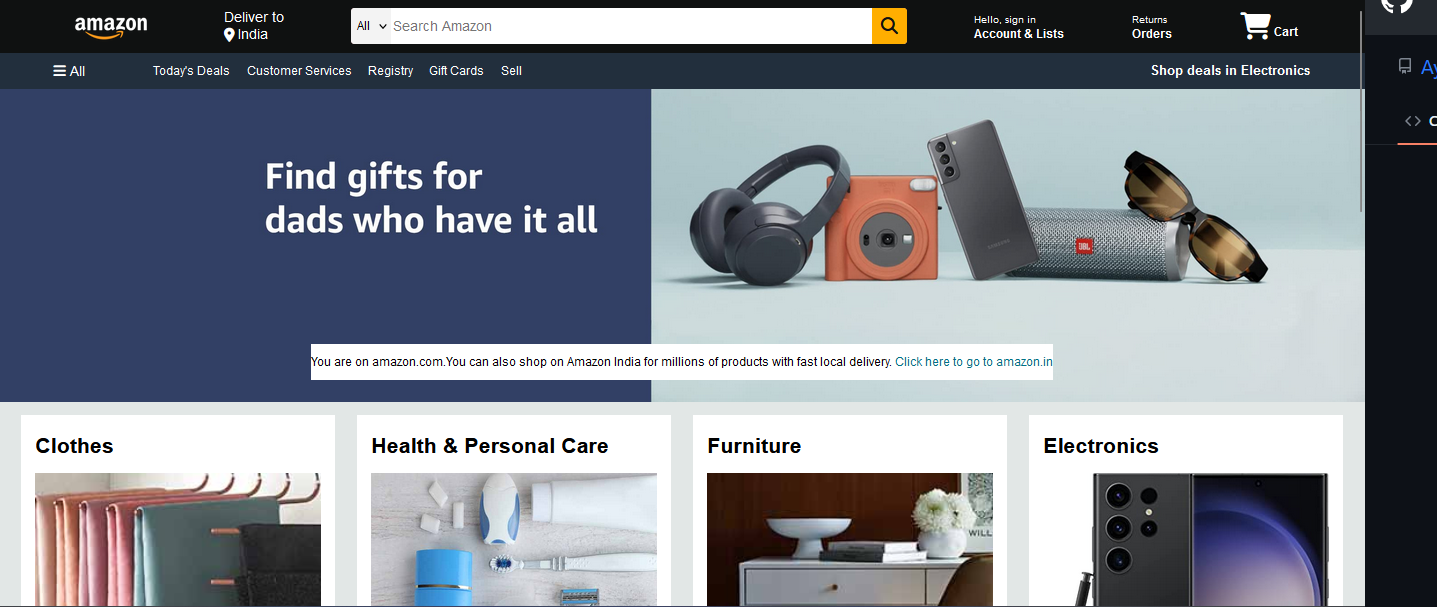 amazon
Deliver to
India
All
Search Amazon
Hello, sign in
Account & Lists
Returns
Orders
Cart
All
Today's Deals
Customer Services
Registry
Gift Cards
Sell
Shop deals in Electronics
Find gifts for
dads who have it all
SAMSUNG
JBL
You are on amazon.com.You can also shop on Amazon India for millions of products with fast local delivery. Click here to go to amazon.in
Clothes
Health & Personal Care
Furniture
Electronics
WILL